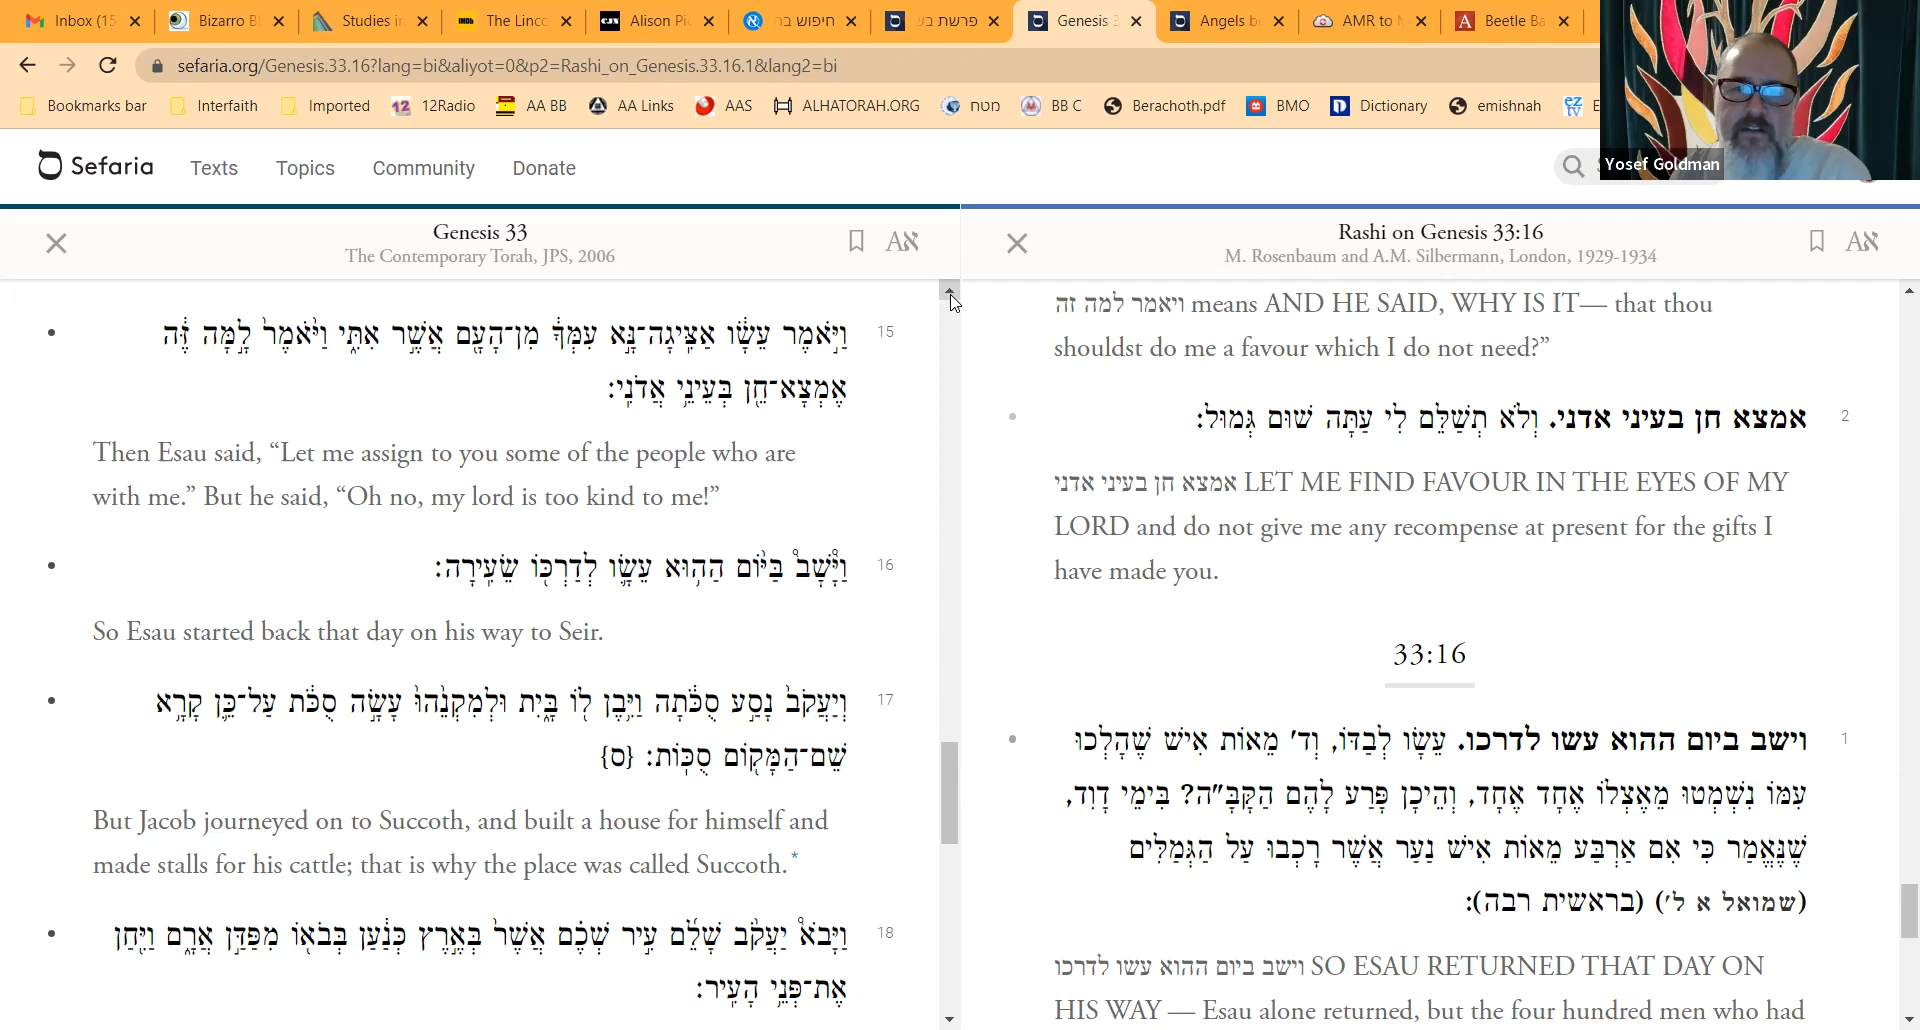 Inbox (15
Bizarro Bl
Studies in
The Linco
Alison Pic
חיפוש בה
פרשת בש
Genesis 3
Angels be
AMR to M
Beetle Ba
sefaria.org/Genesis.33.16?lang=bi&aliyot=0&p2=Rashi_on_Genesis.33.16.1&lang2=bi
Bookmarks bar
Interfaith
Imported
12Radio
AA BB
AA Links
AAS
ALHATORAH.ORG
מטח
BB C
Berachoth.pdf
BMO
Dictionary
emishnah
Yosef Goldman
Sefaria
Texts
Topics
Community
Donate
Genesis 33
The Contemporary Torah, JPS, 2006
15 וַיֹּ֣אמֶר עֵשָׂ֔ו אַצִּֽיגָה־נָּ֣א עִמְּךָ֔ מִן־הָעָ֖ם אֲשֶׁ֣ר אִתִּ֑י וַיֹּ֙אמֶר֙ לָ֣מָּה זֶּ֔ה
אֶמְצָא־חֵ֖ן בְּעֵינֵ֥י אֲדֹנִֽי׃
Then Esau said, “Let me assign to you some of the people who are
with me.” But he said, “Oh no, my lord is too kind to me!”
16 וַיָּ֩שׇׁב֩ בַּיּ֨וֹם הַה֥וּא עֵשָׂ֛ו לְדַרְכּ֖וֹ שֵׂעִֽירָה׃
So Esau started back that day on his way to Seir.
17 וְיַעֲקֹב֙ נָסַ֣ע סֻכֹּ֔תָה וַיִּ֥בֶן ל֖וֹ בָּ֑יִת וּלְמִקְנֵ֙הוּ֙ עָשָׂ֣ה סֻכֹּ֔ת עַל־כֵּ֛ן קָרָ֥א
שֵׁם־הַמָּק֖וֹם סֻכּֽוֹת׃ {ס}
But Jacob journeyed on to Succoth, and built a house for himself and
made stalls for his cattle; that is why the place was called Succoth.*
18 וַיָּבֹא֩ יַעֲקֹ֨ב שָׁלֵ֜ם עִ֣יר שְׁכֶ֗ם אֲשֶׁר֙ בְּאֶ֣רֶץ כְּנַ֔עַן בְּבֹא֖וֹ מִפַּדַּ֣ן אֲרָ֑ם וַיִּ֖חַן
אֶת־פְּנֵ֥י הָעִֽיר׃
Rashi on Genesis 33:16
M. Rosenbaum and A.M. Silbermann, London, 1929-1934
ויאמר למה זה means AND HE SAID, WHY IS IT— that thou
shouldst do me a favour which I do not need?”
2 אמצא חן בעיני אדני. וְלֹא תְשַׁלֵּם לִי עַתָּה שׁוּם גְּמוּל:
אמצא חן בעיני אדני LET ME FIND FAVOUR IN THE EYES OF MY
LORD and do not give me any recompense at present for the gifts I
have made you.
33:16
1 וישב ביום ההוא עשו לדרכו. עֵשָׂו לְבַדּוֹ, וְד' מֵאוֹת אִישׁ שֶׁהָלְכוּ
עִמּוֹ נִשְׁמְטוּ מֵאֶצְלוֹ אֶחָד אֶחָד, וְהֵיכָן פָּרַע לָהֶם הַקָּבָּ"ה? בִּימֵי דָוִד,
שֶׁנֶּאֱמַר כִּי אִם אַרְבַּע מֵאוֹת אִישׁ נַעַר אֲשֶׁר רָכְבוּ עַל הַגְּמַלִּים
(שמואל א ל') (בראשית רבה):
וישב ביום ההוא עשו לדרכו SO ESAU RETURNED THAT DAY ON
HIS WAY — Esau alone returned, but the four hundred men who had